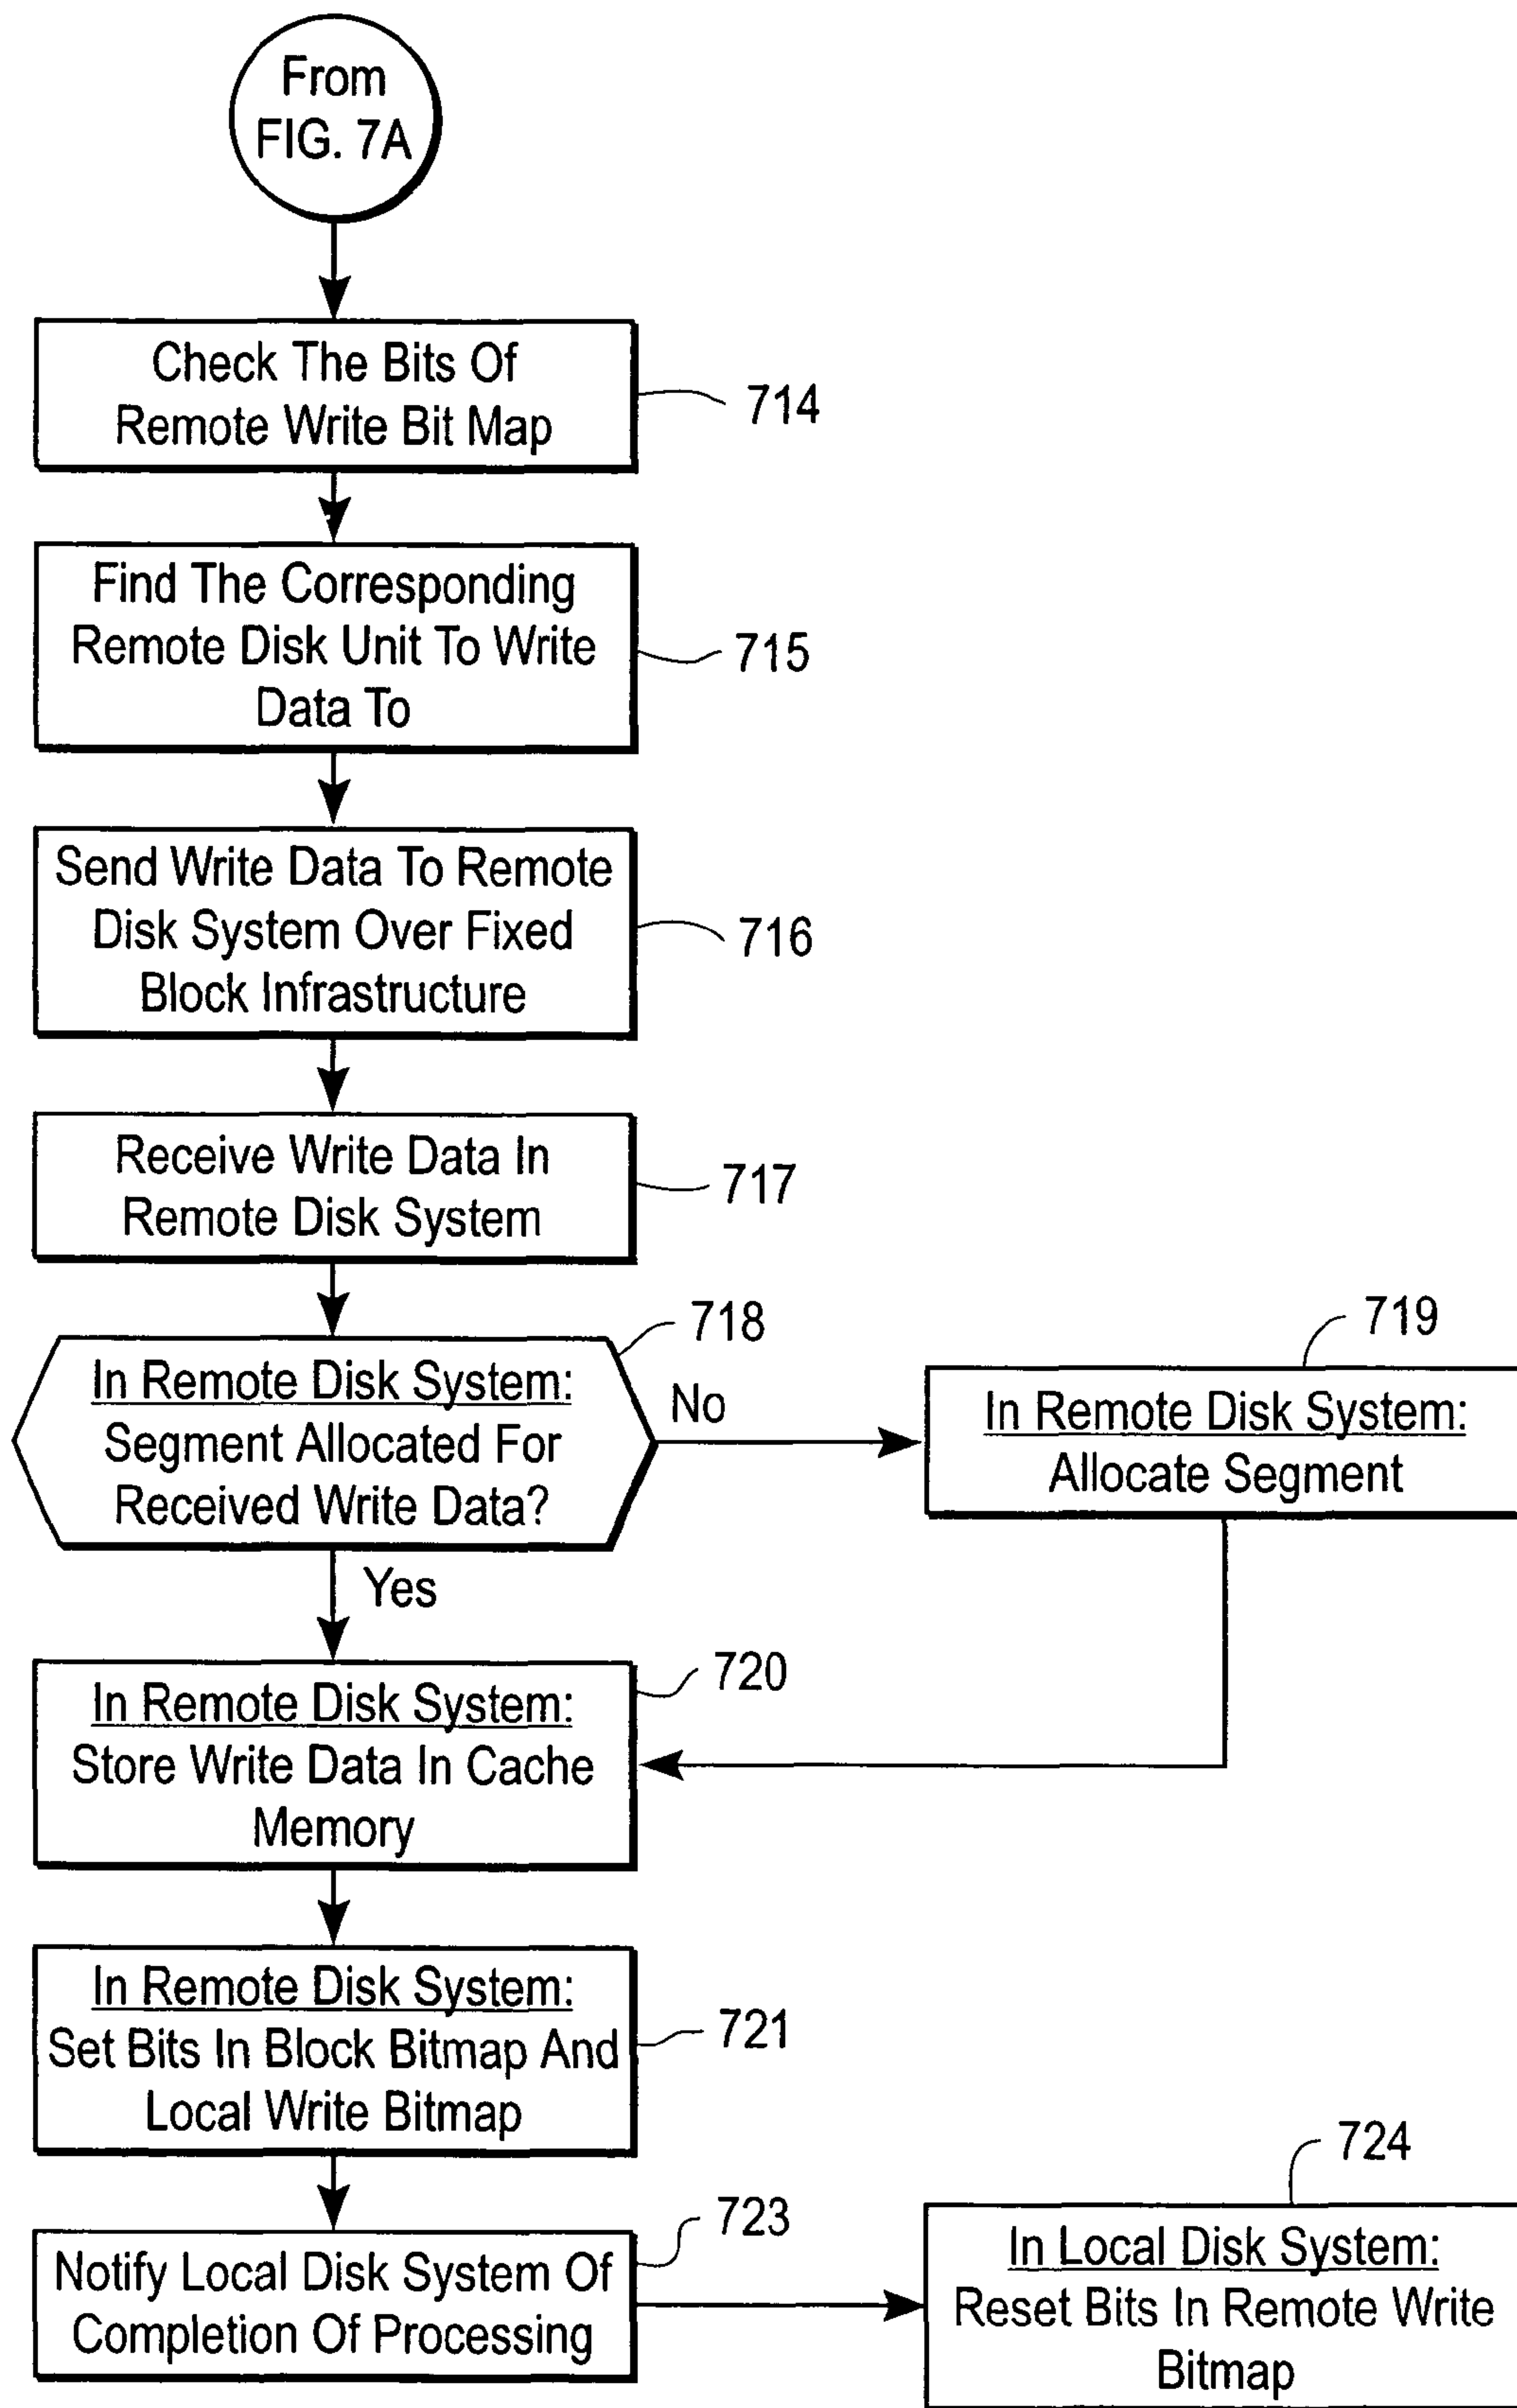 From
FIG. 7A
Check The Bits Of
Remote Write Bit Map
714
Find The Corresponding
Remote Disk Unit To Write
Data To
715
Send Write Data To Remote
Disk System Over Fixed
Block Infrastructure
716
Receive Write Data In
Remote Disk System
717
718
In Remote Disk System:
Segment Allocated For
Received Write Data?
No
719
In Remote Disk System:
Allocate Segment
Yes
720
In Remote Disk System:
Store Write Data In Cache
Memory
In Remote Disk System:
Set Bits In Block Bitmap And
Local Write Bitmap
721
723
Notify Local Disk System Of
Completion Of Processing
724
In Local Disk System:
Reset Bits In Remote Write
Bitmap